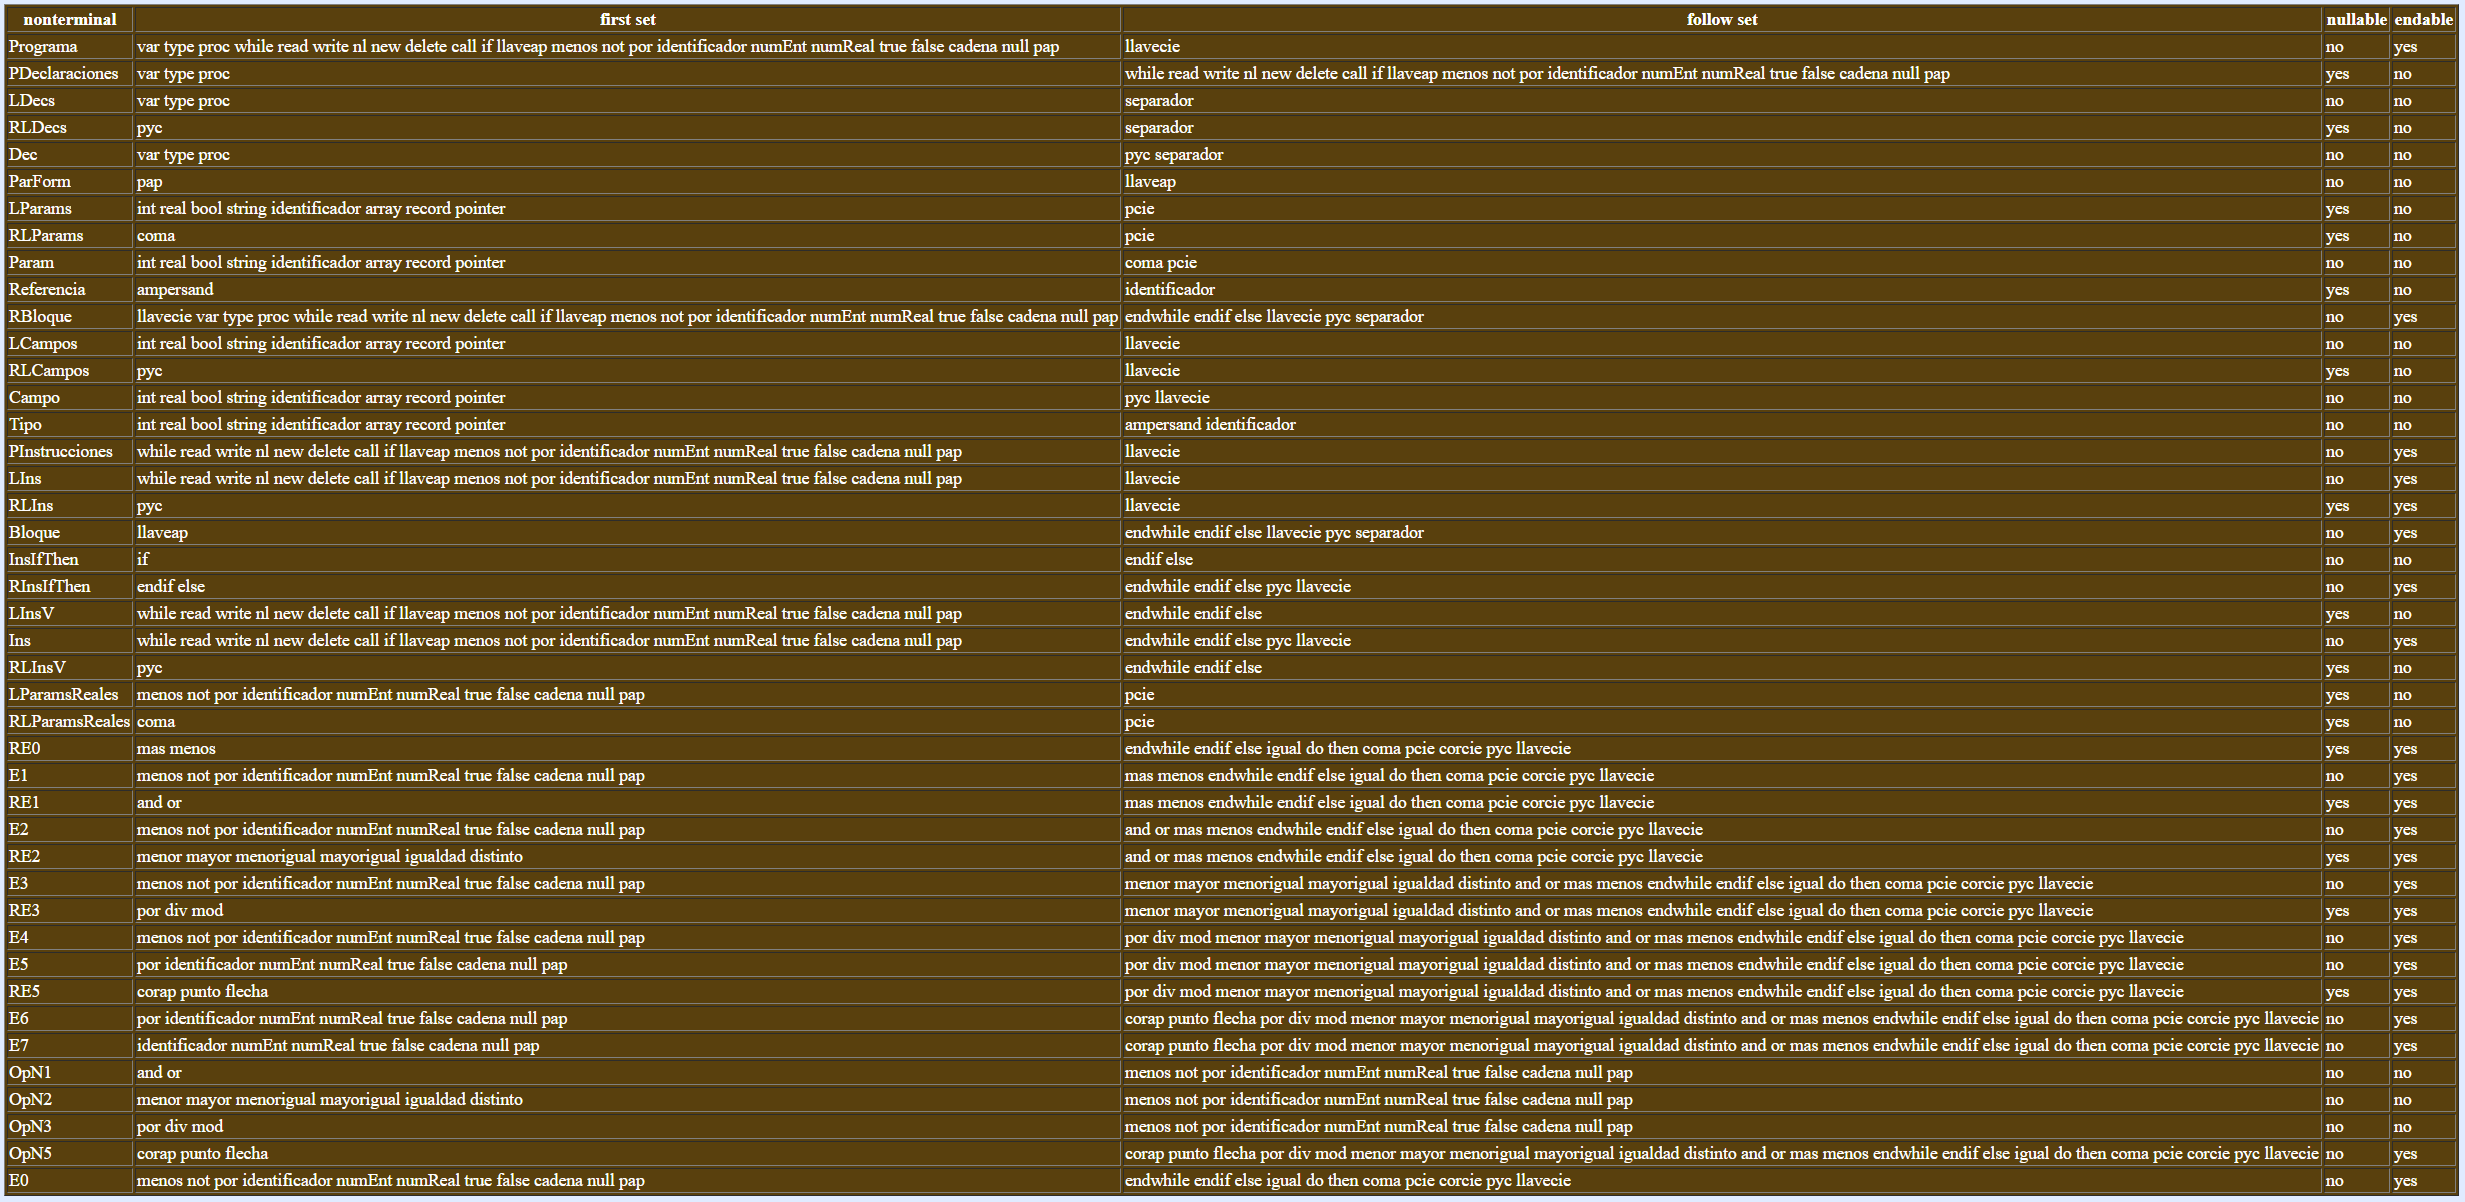 nonterminal first set follow set nullable endable
Programa var type proc while read write nl new delete call if llaveap menos not por identificador numEnt numReal true false cadena null pap llavecie no yes
PDeclaraciones var type proc while read write nl new delete call if llaveap menos not por identificador numEnt numReal true false cadena null pap yes no
LDecs var type proc separador no no
RLDecs pyc separador yes no
Dec var type proc pyc separador no no
ParForm pap llaveap no no
LParams int real bool string identificador array record pointer pcie yes no
RLParams coma pcie yes no
Param int real bool string identificador array record pointer coma pcie no no
Referencia ampersand identificador yes no
RBloque llavecie var type proc while read write nl new delete call if llaveap menos not por identificador numEnt numReal true false cadena null pap endwhile endif else llavecie pyc separador no yes
LCampos int real bool string identificador array record pointer llavecie no no
RLCampos pyc llavecie yes no
Campo int real bool string identificador array record pointer pyc llavecie no no
Tipo int real bool string identificador array record pointer ampersand identificador no no
PInstrucciones while read write nl new delete call if llaveap menos not por identificador numEnt numReal true false cadena null pap llavecie no yes
LIns while read write nl new delete call if llaveap menos not por identificador numEnt numReal true false cadena null pap llavecie no yes
RLIns pyc llavecie yes yes
Bloque llaveap endwhile endif else llavecie pyc separador no yes
InsIfThen if endif else no no
RInsIfThen endif else endwhile endif else pyc llavecie no yes
LInsV while read write nl new delete call if llaveap menos not por identificador numEnt numReal true false cadena null pap endwhile endif else yes no
Ins while read write nl new delete call if llaveap menos not por identificador numEnt numReal true false cadena null pap endwhile endif else pyc llavecie no yes
RLInsV pyc endwhile endif else yes no
LParamsReales menos not por identificador numEnt numReal true false cadena null pap pcie yes no
RLParamsReales coma pcie yes no
RE0 mas menos endwhile endif else igual do then coma pcie corcie pyc llavecie yes yes
E1 menos not por identificador numEnt numReal true false cadena null pap mas menos endwhile endif else igual do then coma pcie corcie pyc llavecie no yes
RE1 and or mas menos endwhile endif else igual do then coma pcie corcie pyc llavecie yes yes
E2 menos not por identificador numEnt numReal true false cadena null pap and or mas menos endwhile endif else igual do then coma pcie corcie pyc llavecie no yes
RE2 menor mayor menorigual mayorigual igualdad distinto and or mas menos endwhile endif else igual do then coma pcie corcie pyc llavecie yes yes
E3 menos not por identificador numEnt numReal true false cadena null pap menor mayor menorigual mayorigual igualdad distinto and or mas menos endwhile endif else igual do then coma pcie corcie pyc llavecie no yes
RE3 por div mod menor mayor menorigual mayorigual igualdad distinto and or mas menos endwhile endif else igual do then coma pcie corcie pyc llavecie yes yes
E4 menos not por identificador numEnt numReal true false cadena null pap por div mod menor mayor menorigual mayorigual igualdad distinto and or mas menos endwhile endif else igual do then coma pcie corcie pyc llavecie no yes
E5 por identificador numEnt numReal true false cadena null pap por div mod menor mayor menorigual mayorigual igualdad distinto and or mas menos endwhile endif else igual do then coma pcie corcie pyc llavecie no yes
RE5 corap punto flecha por div mod menor mayor menorigual mayorigual igualdad distinto and or mas menos endwhile endif else igual do then coma pcie corcie pyc llavecie yes yes
E6 por identificador numEnt numReal true false cadena null pap corap punto flecha por div mod menor mayor menorigual mayorigual igualdad distinto and or mas menos endwhile endif else igual do then coma pcie corcie pyc llavecie no yes
E7 identificador numEnt numReal true false cadena null pap corap punto flecha por div mod menor mayor menorigual mayorigual igualdad distinto and or mas menos endwhile endif else igual do then coma pcie corcie pyc llavecie no yes
OpN1 and or menos not por identificador numEnt numReal true false cadena null pap no no
OpN2 menor mayor menorigual mayorigual igualdad distinto menos not por identificador numEnt numReal true false cadena null pap no no
OpN3 por div mod menos not por identificador numEnt numReal true false cadena null pap no no
OpN5 corap punto flecha corap punto flecha por div mod menor mayor menorigual mayorigual igualdad distinto and or mas menos endwhile endif else igual do then coma pcie corcie pyc llavecie no yes
E0 menos not por identificador numEnt numReal true false cadena null pap endwhile endif else igual do then coma pcie corcie pyc llavecie no yes